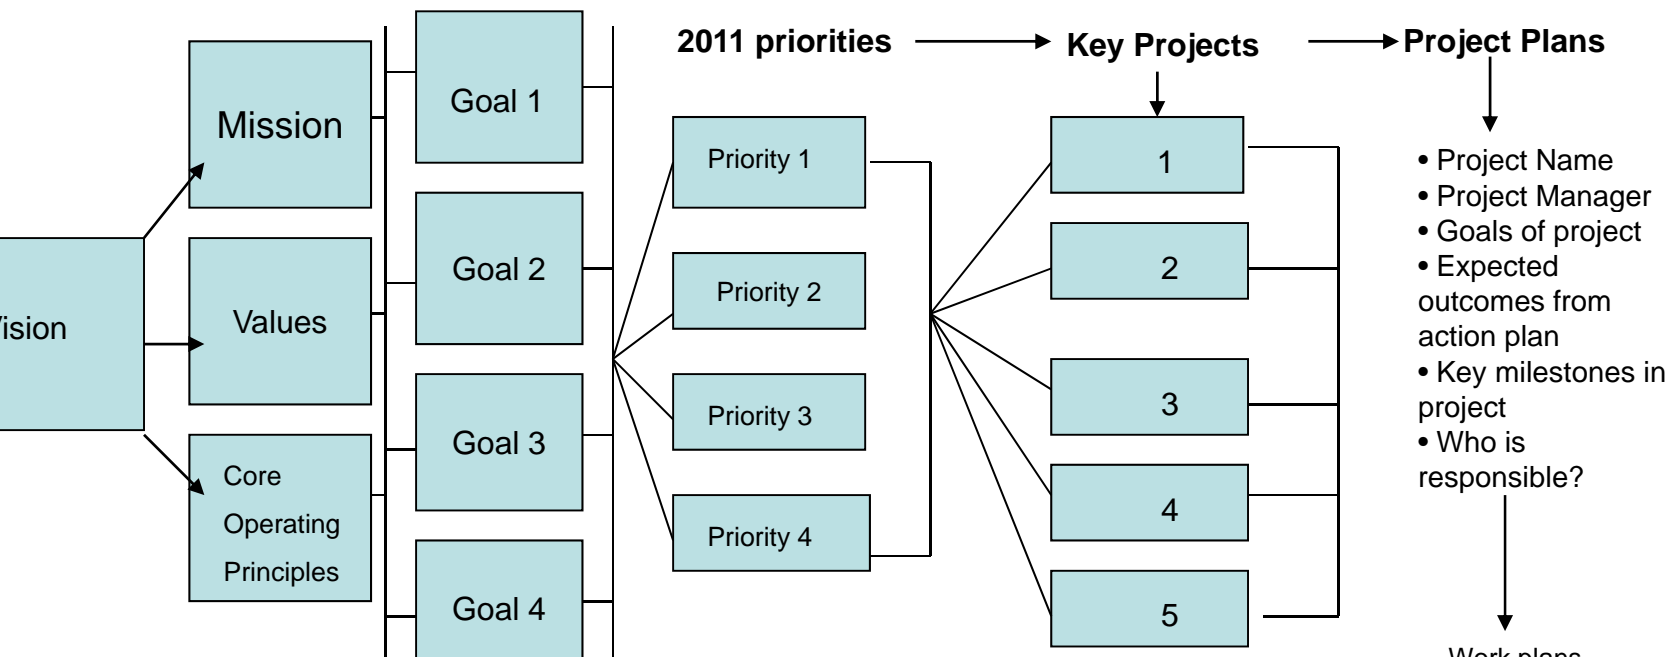 Mission
Values
Core
Operating
Principles
Goal 1
Goal 2
Goal 3
Goal 4
2011 priorities
Priority 1
Priority 2
Priority 3
Priority 4
Key Projects
1
2
3
4
5
Project Plans
• Project Name
• Project Manager
• Goals of project
• Expected
outcomes from
action plan
• Key milestones in
project
• Who is
responsible?
Work plans